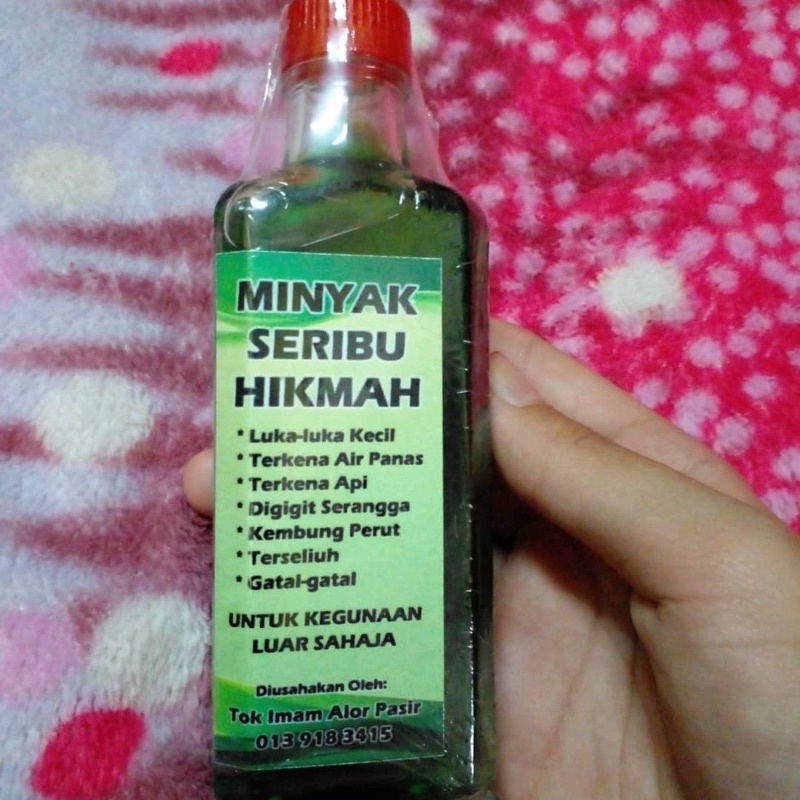 MINYAK
SERIBU
HIKMAH
* Luka-luka Kecil
* Terkena Air Panas
* Terkena Api
* Digigit Serangga
* Kembung Perut
* Terseliuh
* Gatal-gatal
UNTUK KEGUNAAN
LUAR SAHAJA
Diusahakan Oleh:
Tok Imam Alor Pasir
013 918 3415